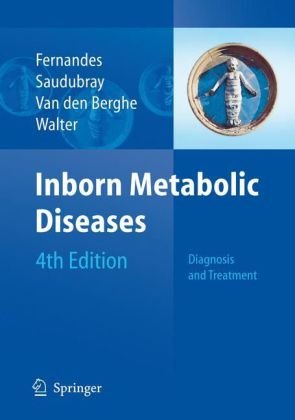 Fernandes
Saudubray
Van den Berghe
Walter
Inborn Metabolic
Diseases
4th Edition
Diagnosis
and Treatment
Springer